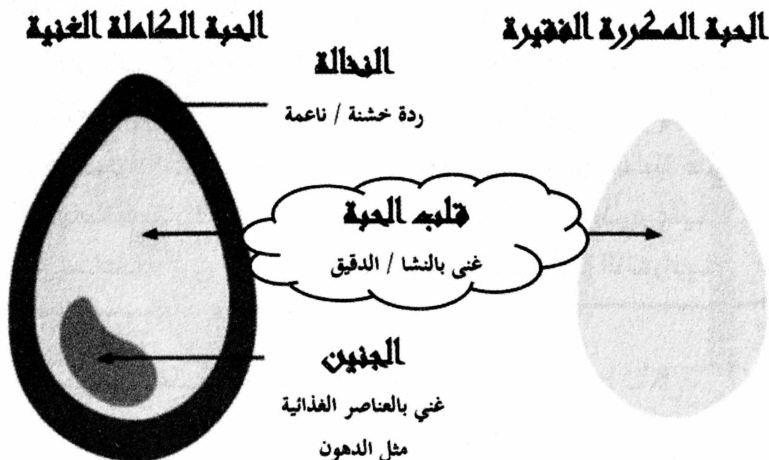 الحبة الكاملة الغنية
الحبة المكررة الفقيرة
النخالة
ردة خشنة / ناعمة
قلب الحبة
غنى بالنشا / الدقيق
الجنين
غني بالعناصر الغذائية
مثل الدهون